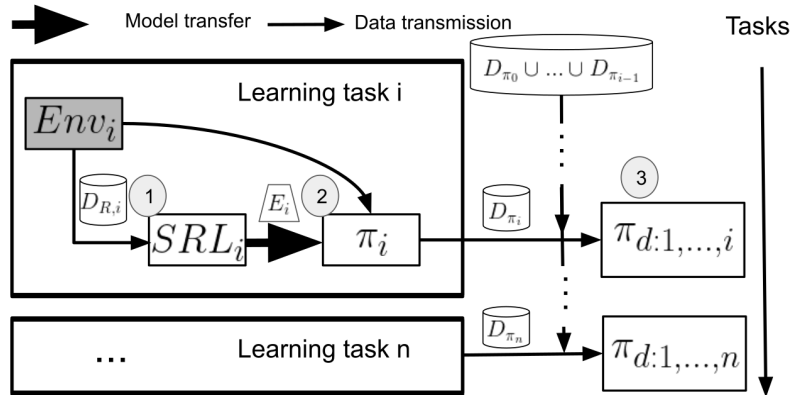 Model transfer
Data transmission
Tasks
D_{π_0} ∪ ... ∪ D_{π_{i-1}}
Learning task i
Env_i
D_{R,i}
1
E_i
2
D_{π_i}
3
SRL_i
π_i
π_{d:1,...,i}
D_{π_n}
...
Learning task n
π_{d:1,...,n}